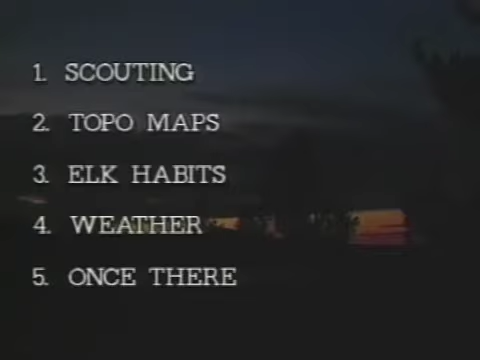 1. SCOUTING
2. TOPO MAPS
3. ELK HABITS
4. WEATHER
5. ONCE THERE